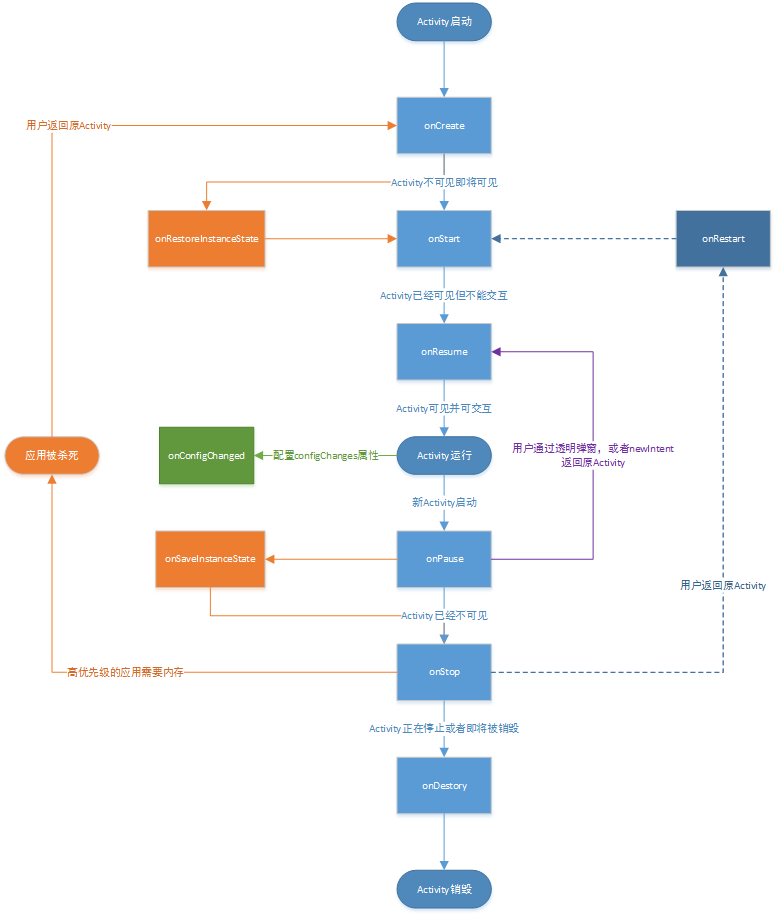 Activity启动
用户返回原Activity
onCreate
Activity不可见即将可见
onRestoreInstanceState
onStart
onRestart
Activity已经可见但不能交互
onResume
Activity可见并可交互
用户通过透明弹窗，或者newIntent
返回原Activity
应用被杀死
onConfigChanged
配置configChanges属性
Activity运行
新Activity启动
onSaveInstanceState
onPause
用户返回原Activity
Activity已经不可见
高优先级的应用需要内存
onStop
Activity正在停止或者即将被销毁
onDestory
Activity销毁